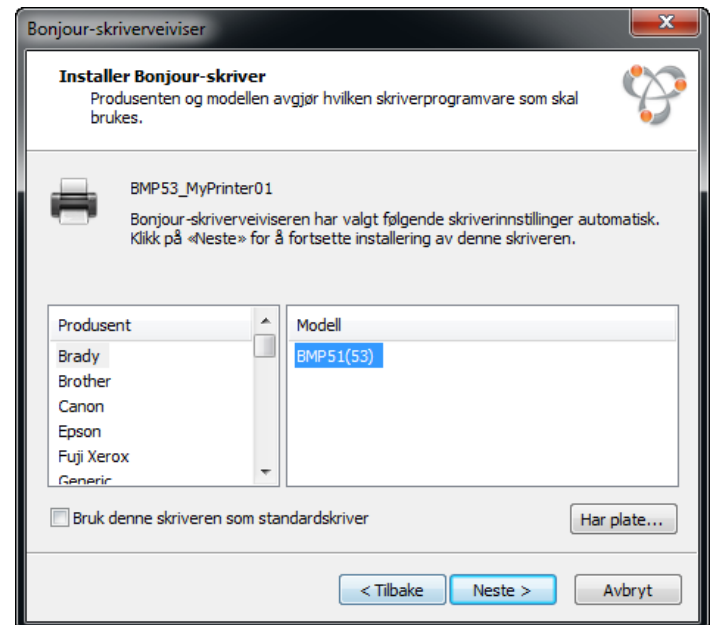 Bonjour-skriverveiviser
Installer Bonjour-skriver
Produsenten og modellen avgjør hvilken skriverprogramvare som skal
brukes.
BMP53_MyPrinter01
Bonjour-skriverveiviseren har valgt følgende skriverinnstillinger automatisk.
Klikk på «Neste» for å fortsette installering av denne skriveren.
Produsent
Modell
Brady
BMP51(53)
Brother
Canon
Epson
Fuji Xerox
Generic
Bruk denne skriveren som standardskriver
Har plate...
< Tilbake
Neste >
Avbryt